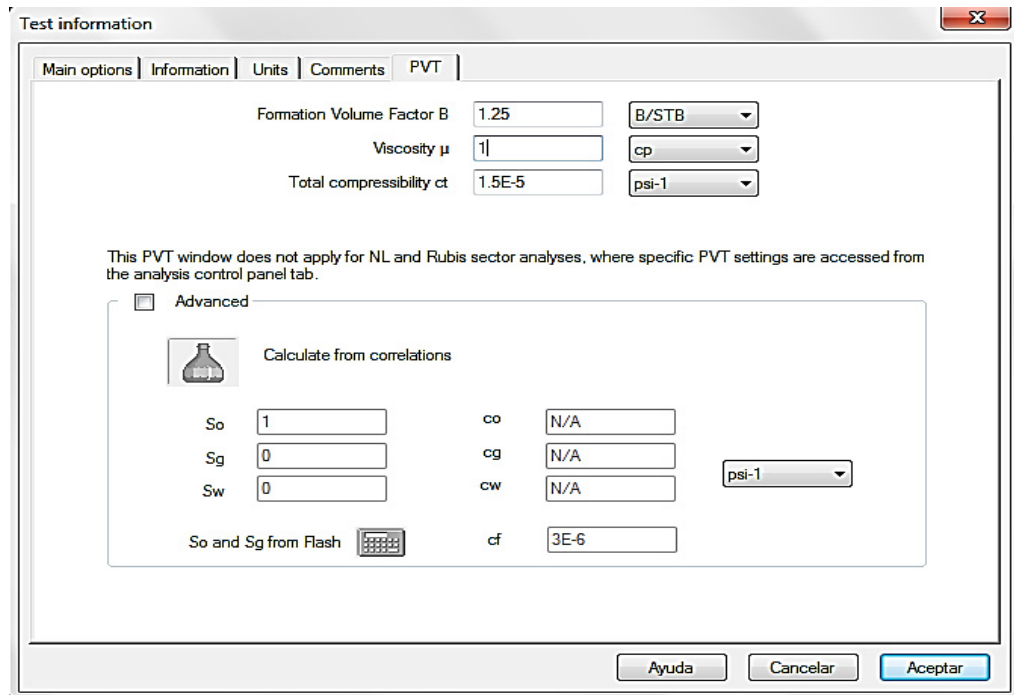 Test information
Main options Information Units Comments PVT
Formation Volume Factor B 1.25 B/STB
Viscosity µ 1 cp
Total compressibility ct 1.5E-5 psi-1
This PVT window does not apply for NL and Rubis sector analyses, where specific PVT settings are accessed from
the analysis control panel tab.
Advanced
Calculate from correlations
So 1 co N/A
Sg 0 cg N/A psi-1
Sw 0 cw N/A
So and Sg from Flash cf 3E-6
Ayuda Cancelar Aceptar